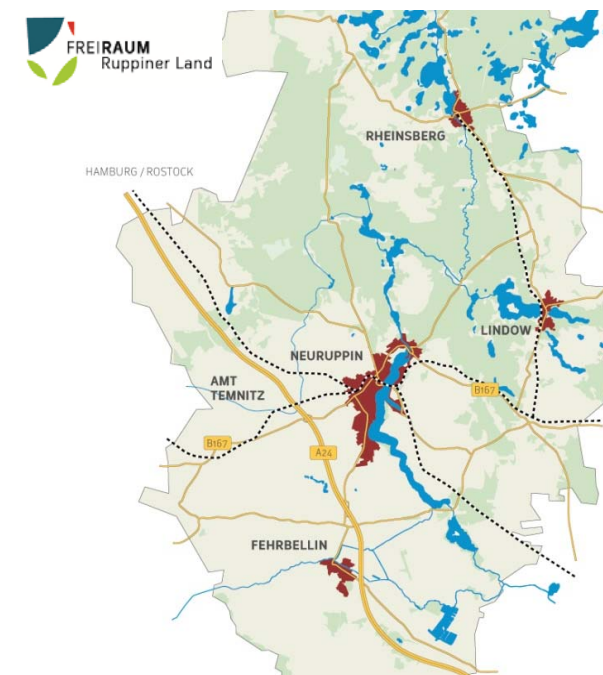 FREIRAUM
Ruppiner Land
RHEINSBERG
HAMBURG / ROSTOCK
LINDOW
NEURUPPIN
AMT
TEMNITZ
B167
B167
A24
FEHRBELLIN